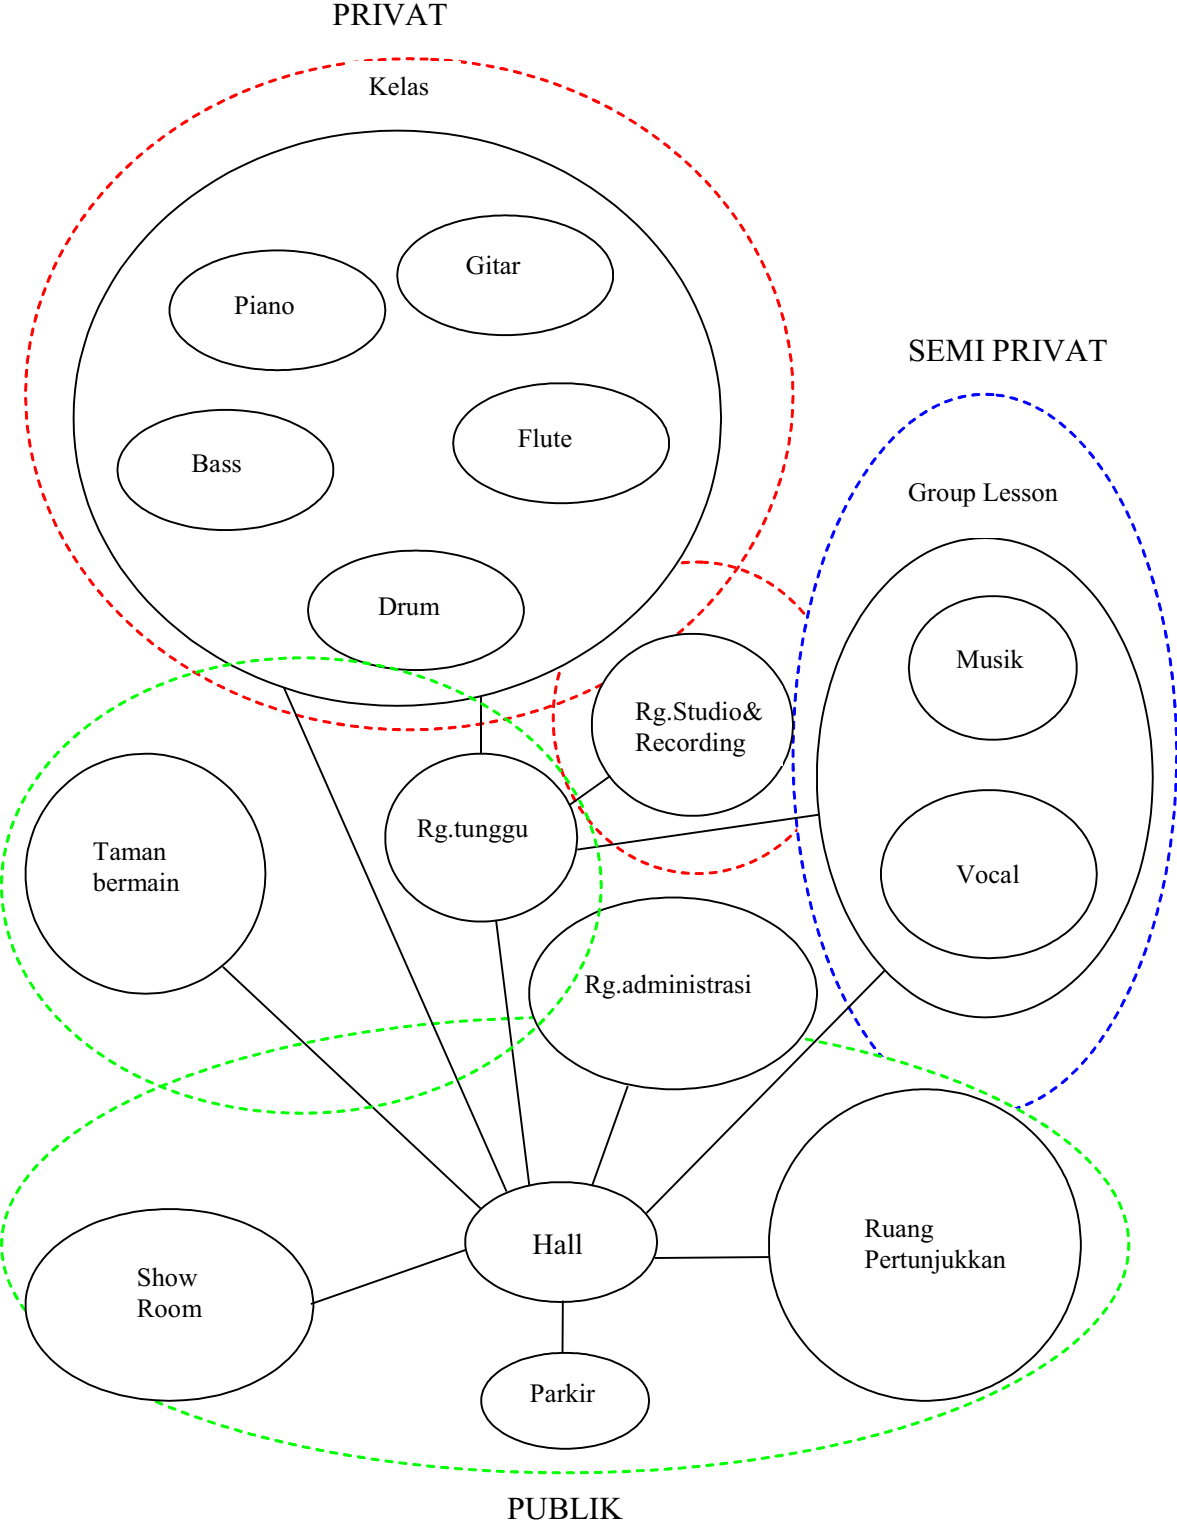 PRIVAT
Kelas
Gitar
Piano
SEMI PRIVAT
Flute
Bass
Group Lesson
Drum
Musik
Rg.Studio&
Recording
Rg.tunggu
Taman
bermain
Vocal
Rg.administrasi
Hall
Ruang
Pertunjukkan
Show
Room
Parkir
PUBLIK